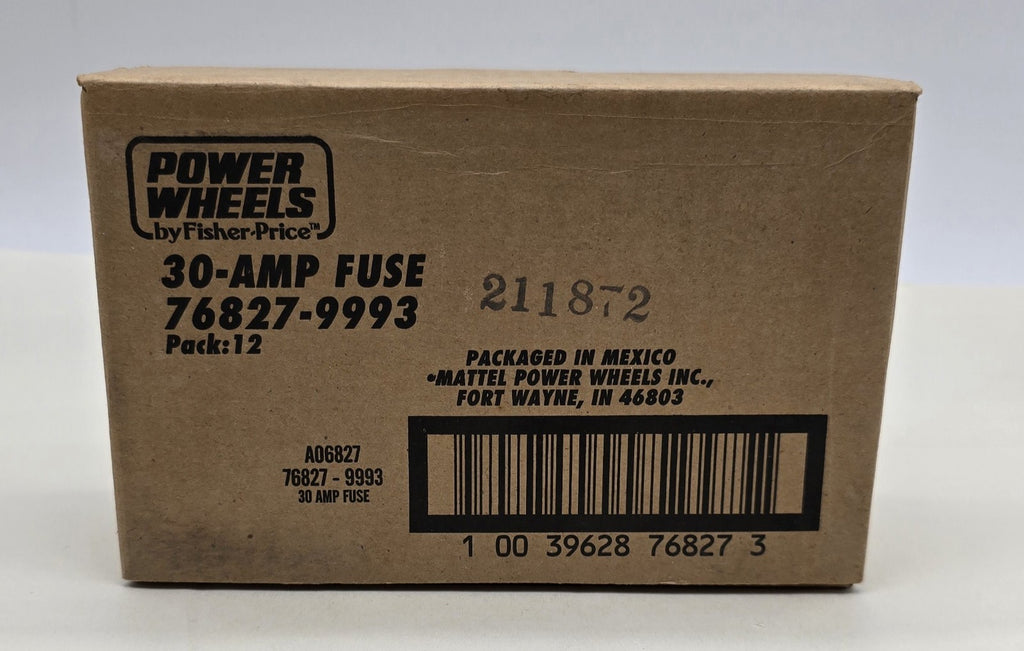 POWER
WHEELS
by Fisher-Price™
30-AMP FUSE
76827-9993
Pack:12
211872
PACKAGED IN MEXICO
•MATTEL POWER WHEELS INC.,
FORT WAYNE, IN 46803
A06827
76827 - 9993
30 AMP FUSE
1 00 39628 76827 3